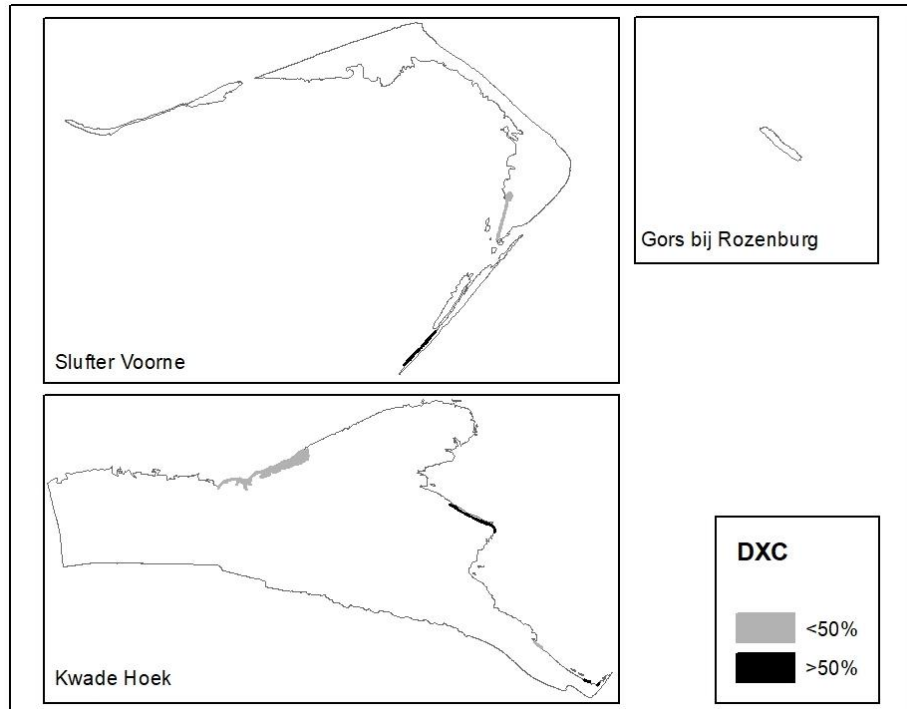 Slufter Voorne
Gors bij Rozenburg
Kwade Hoek
DXC
<50%
>50%